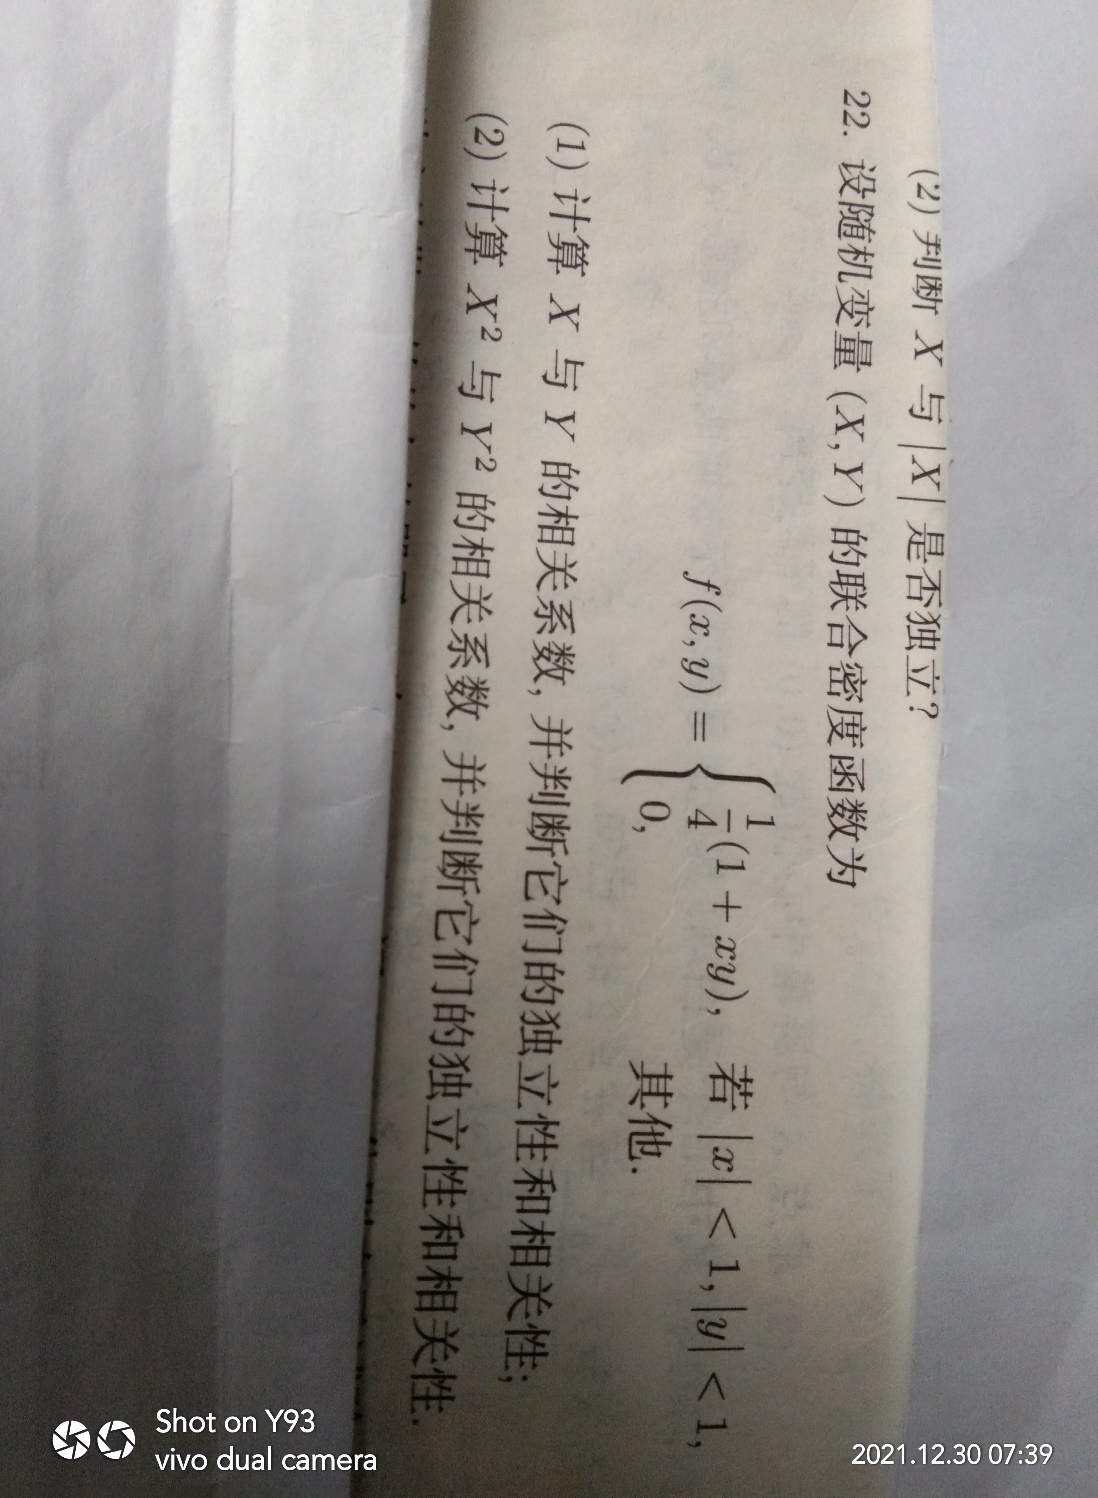 (2) 判断 X 与 |X| 是否独立?
22. 设随机变量 (X, Y) 的联合密度函数为
f(x, y) = { 1/4 (1 + xy), 若 |x| < 1, |y| < 1,
0, 其他.
(1) 计算 X 与 Y 的相关系数, 并判断它们的独立性和相关性;
(2) 计算 X² 与 Y² 的相关系数, 并判断它们的独立性和相关性.
Shot on Y93
vivo dual camera
2021.12.30 07:39